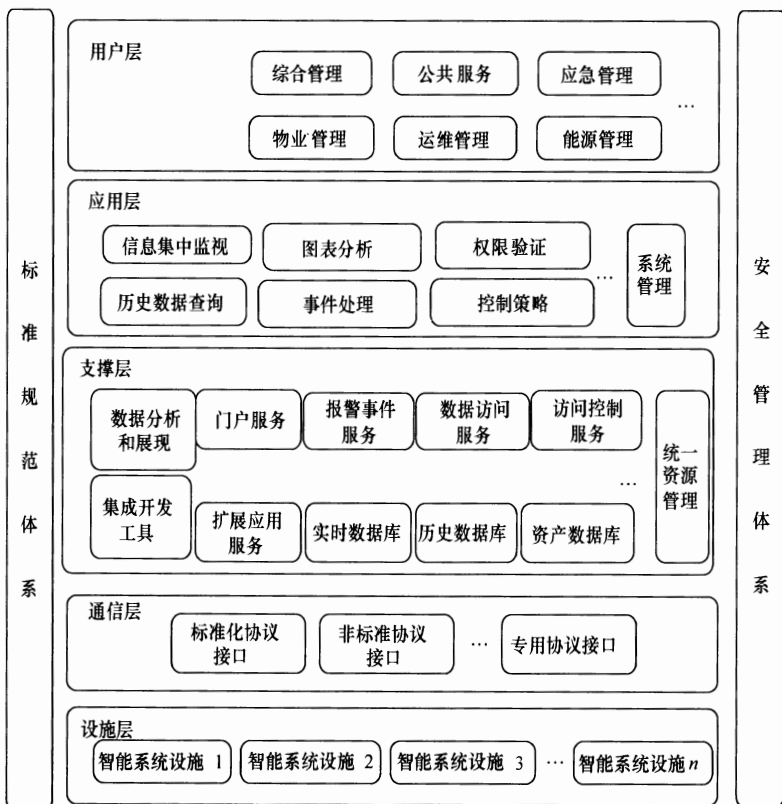 标准规范体系
用户层
综合管理
公共服务
应急管理
…
物业管理
运维管理
能源管理
应用层
信息集中监视
图表分析
权限验证
…
系统
管理
历史数据查询
事件处理
控制策略
支撑层
数据分析
和展现
门户服务
报警事件
服务
数据访问
服务
访问控制
服务
…
统一
资源
管理
集成开发
工具
扩展应用
服务
实时数据库
历史数据库
资产数据库
通信层
标准化协议
接口
非标准协议
接口
…
专用协议接口
设施层
智能系统设施 1
智能系统设施 2
智能系统设施 3
…
智能系统设施 n
安全管理体系